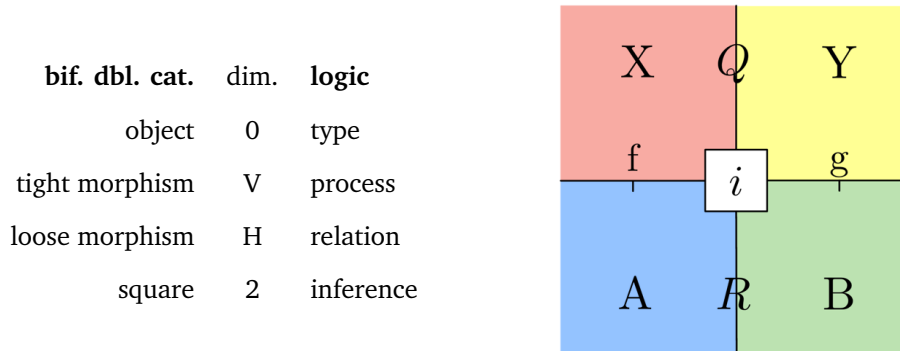 bif. dbl. cat. dim. logic
object 0 type
tight morphism V process
loose morphism H relation
square 2 inference
X Q Y
f g
i
A R B